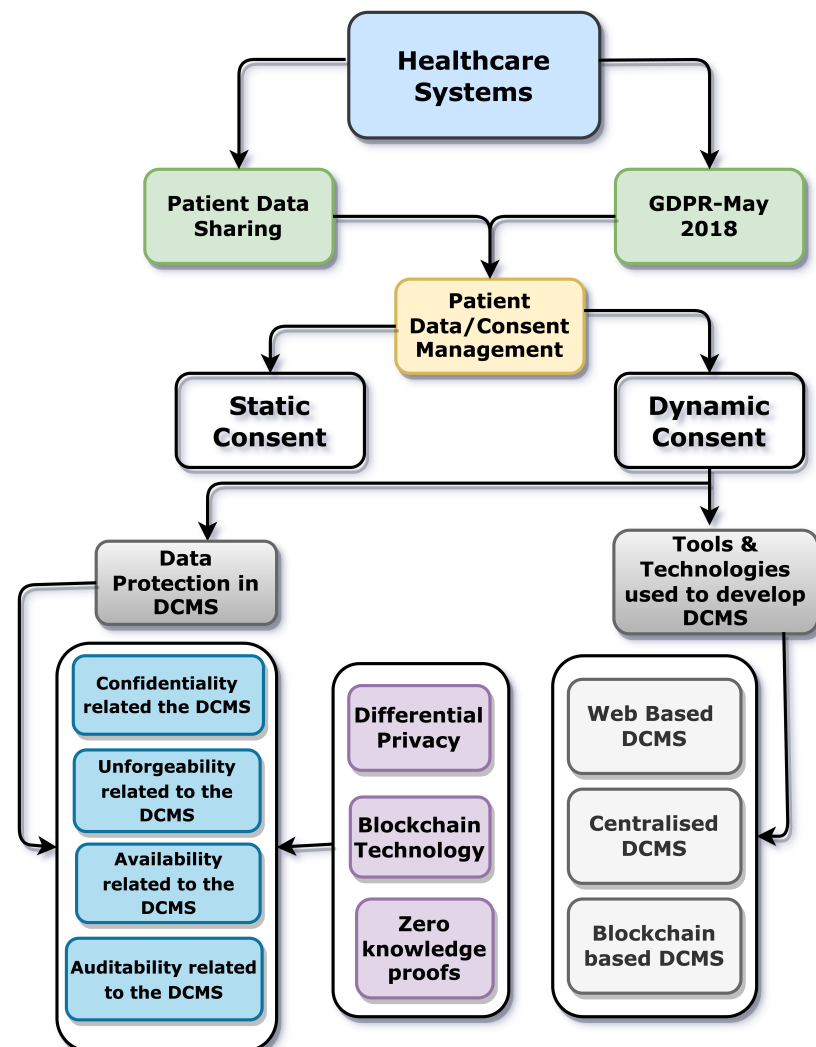 Healthcare
Systems
Patient Data
Sharing
GDPR-May
2018
Patient
Data/Consent
Management
Static
Consent
Dynamic
Consent
Data
Protection in
DCMS
Tools &
Technologies
used to develop
DCMS
Confidentiality
related the DCMS
Unforgeability
related to the
DCMS
Availability
related to the
DCMS
Auditability related
to the DCMS
Differential
Privacy
Blockchain
Technology
Zero
knowledge
proofs
Web Based
DCMS
Centralised
DCMS
Blockchain
based DCMS